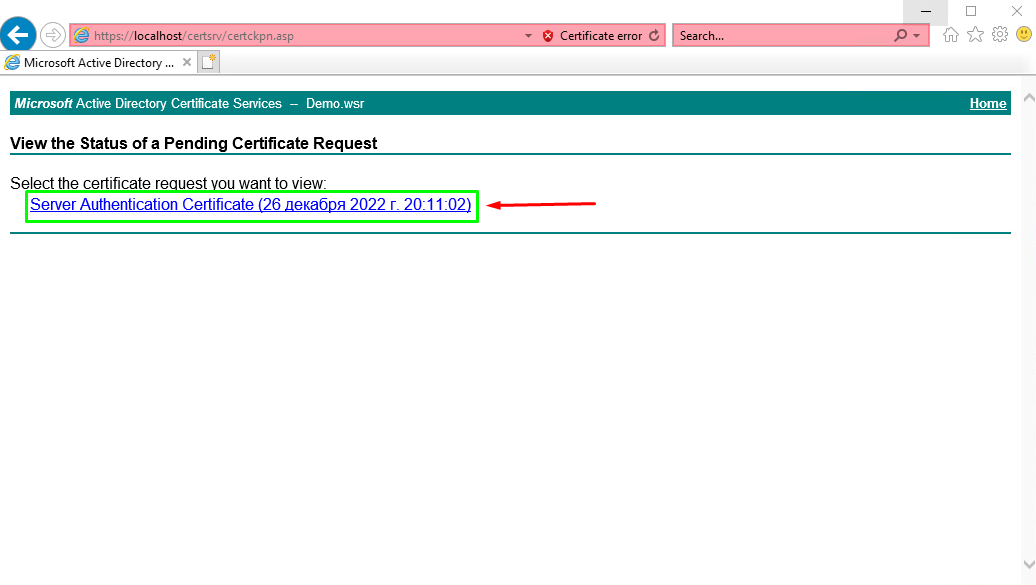 https://localhost/certsrv/certckpn.asp
Certificate error
Search...
Microsoft Active Directory ...
Microsoft Active Directory Certificate Services -- Demo.wsr
Home
View the Status of a Pending Certificate Request
Select the certificate request you want to view:
Server Authentication Certificate (26 декабря 2022 г. 20:11:02)